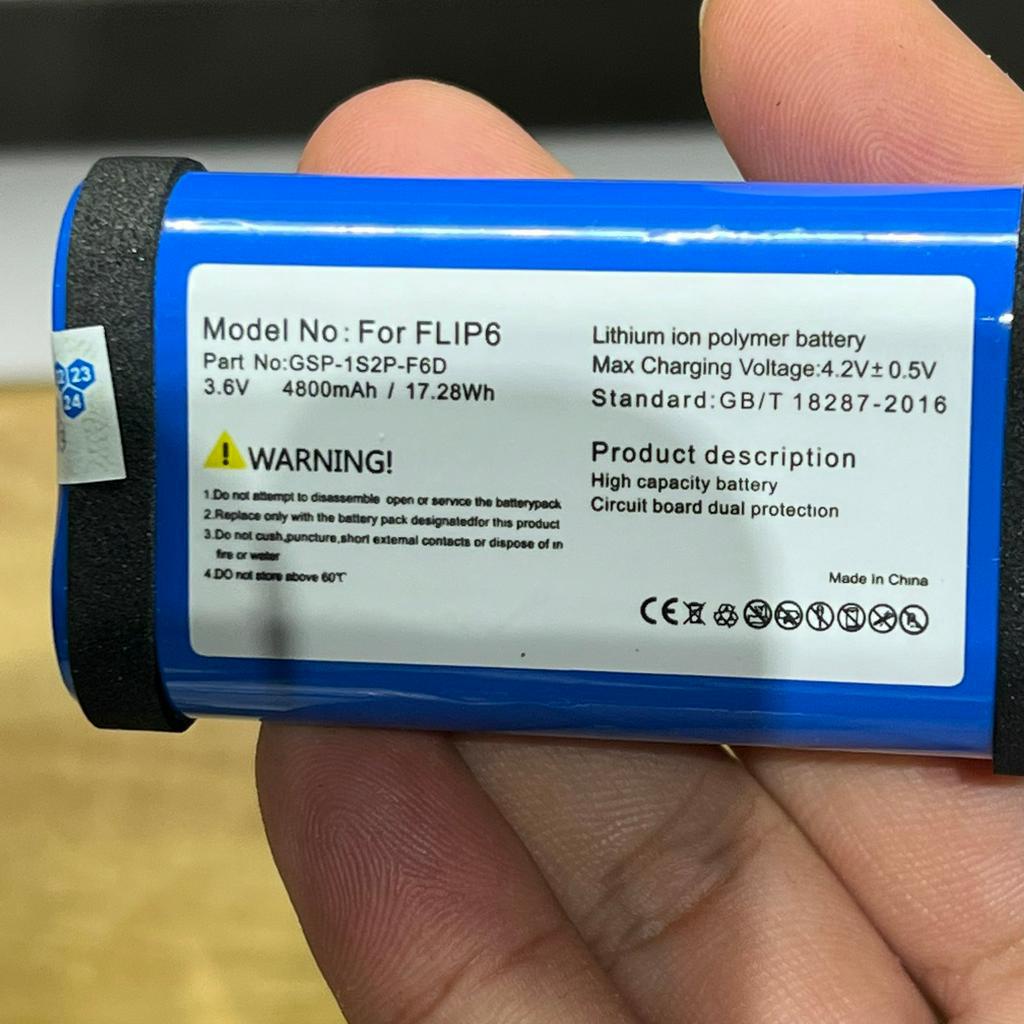 Model No: For FLIP6
Part No:GSP-1S2P-F6D
3.6V 4800mAh / 17.28Wh
WARNING!
1.Do not attempt to disassemble open or service the batterypack
2.Replace only with the battery pack designatedfor this product
3.Do not cush,puncture,short external contacts or dispose of in
fire or water
4.DO not store above 60℃
Lithium ion polymer battery
Max Charging Voltage:4.2V± 0.5V
Standard:GB/T 18287-2016
Product description
High capacity battery
Circuit board dual protection
Made in China
CE
23
24